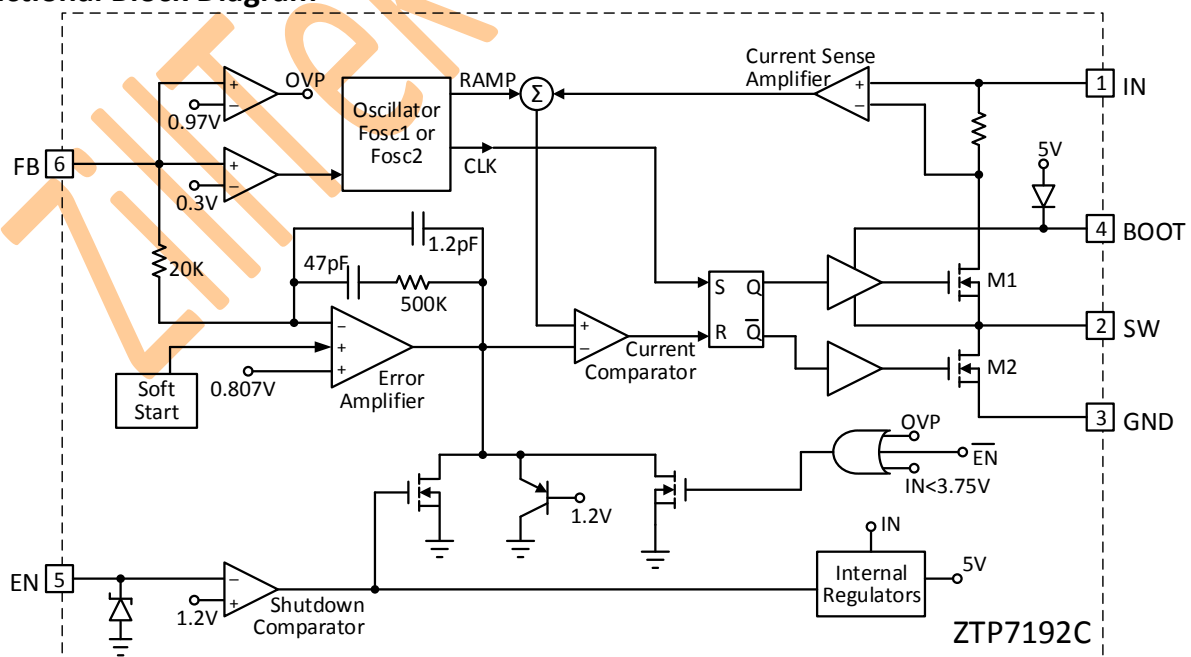 ctional Block Diagram
Zilltek
OVP
0.97V
Oscillator
Fosc1 or
Fosc2
RAMP
Σ
CLK
Current Sense
Amplifier
+
−
1 IN
FB 6
+
−
0.3V
+
−
5V
4 BOOT
20K
1.2pF
47pF
500K
M1
S Q
R Q̅
2 SW
−
+
+
Error
Amplifier
+
−
Current
Comparator
M2
Soft
Start
0.807V
3 GND
OVP
E̅N̅
IN<3.75V
1.2V
IN
EN 5
−
+
1.2V
Shutdown
Comparator
Internal
Regulators
5V
ZTP7192C